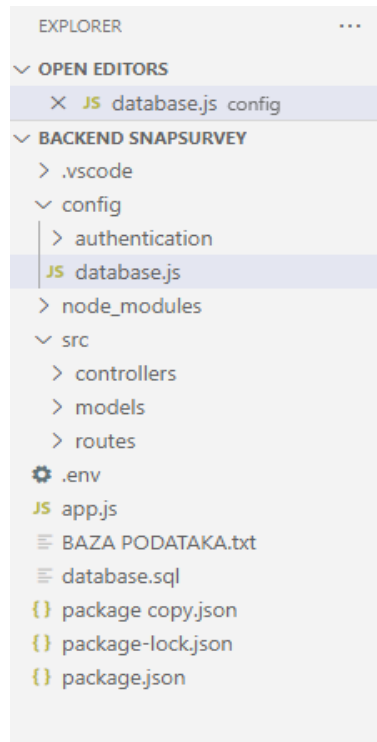 EXPLORER ...
OPEN EDITORS
JS database.js config
BACKEND SNAPSURVEY
.vscode
config
authentication
JS database.js
node_modules
src
controllers
models
routes
.env
JS app.js
BAZA PODATAKA.txt
database.sql
{} package copy.json
{} package-lock.json
{} package.json